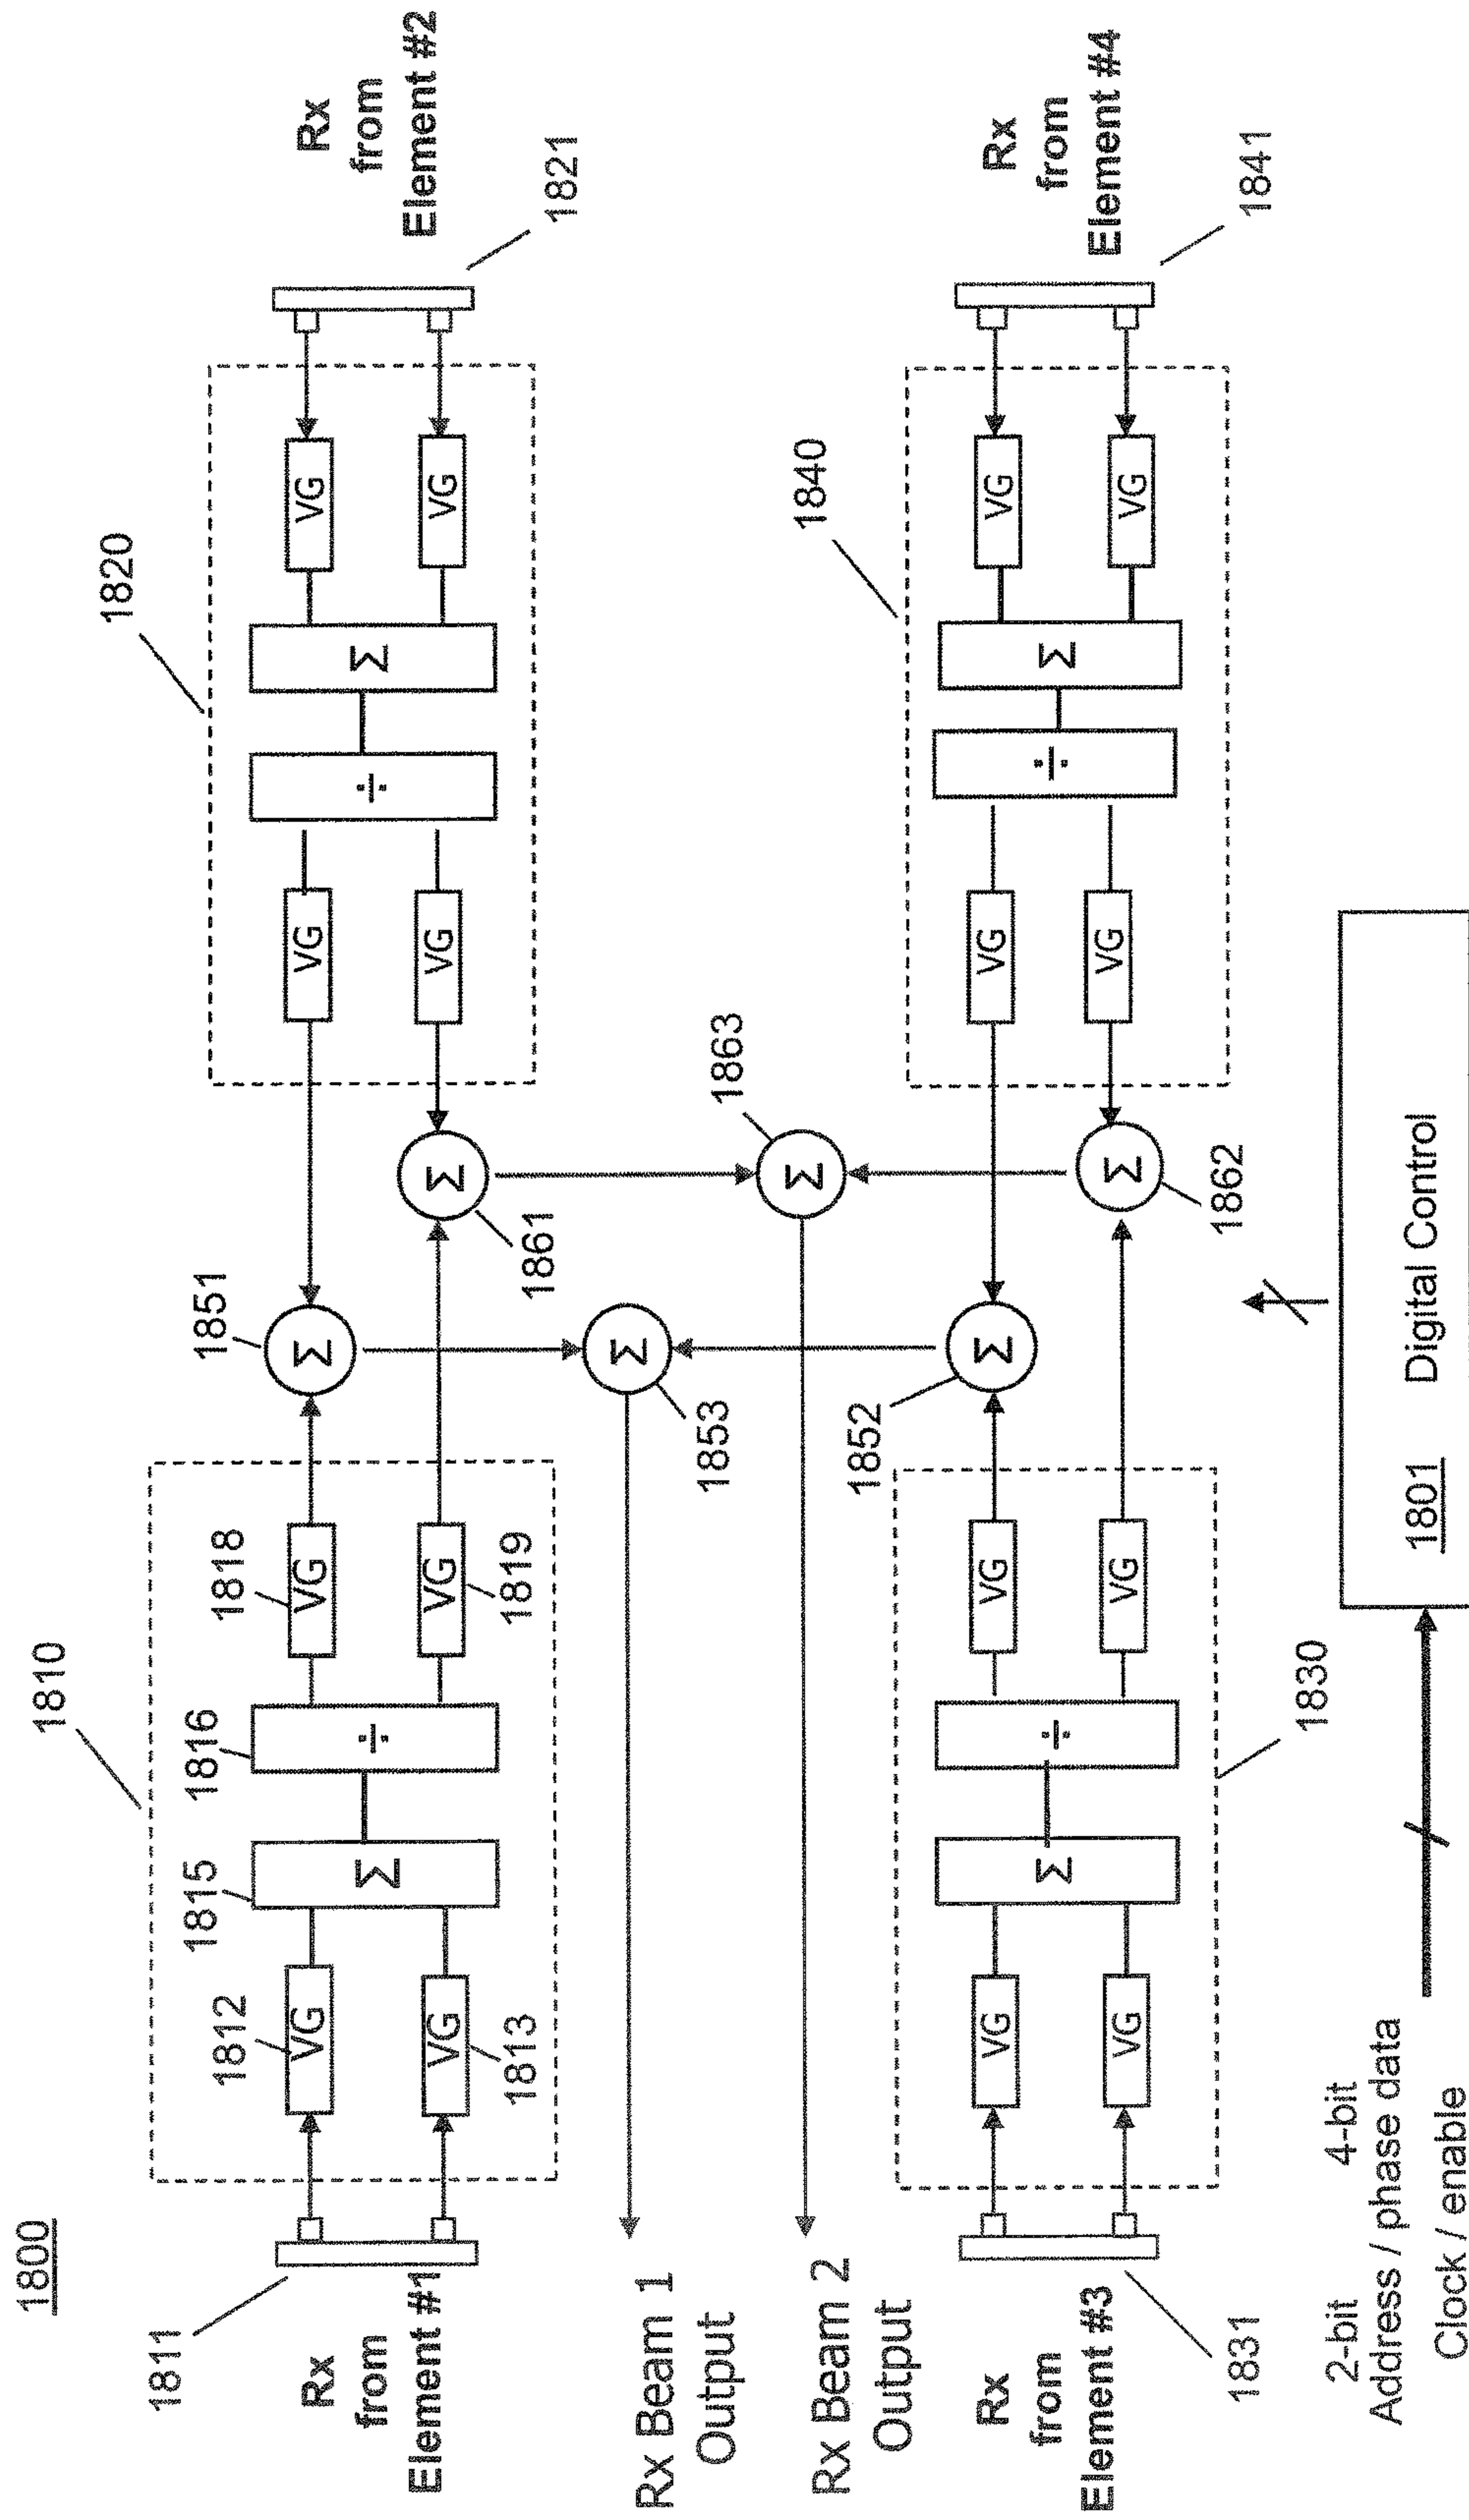 1800
1810
1820
1811
1812
1815
1816
1818
1851
1821
Rx
from
Element #1
VG
Σ
÷
VG
Σ
VG
÷
Σ
VG
Rx
from
Element #2
VG
VG
Σ
VG
VG
1813
1819
1861
Rx Beam 1
Output
Σ
1853
1863
Rx Beam 2
Output
Σ
1852
1840
Rx
from
Element #3
VG
Σ
÷
VG
Σ
VG
÷
Σ
VG
Rx
from
Element #4
VG
VG
Σ
VG
VG
1831
1830
1862
1841
2-bit 4-bit
Address / phase data
Clock / enable
1801 Digital Control